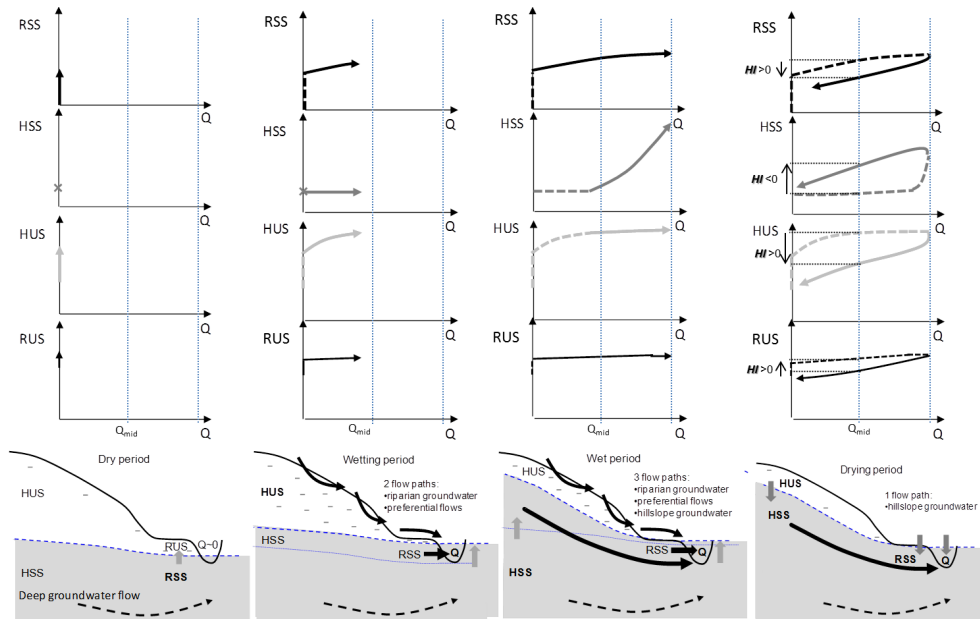 RSS
RSS
RSS
RSS
HI>0
Q
Q
Q
Q
HSS
HSS
HSS
HSS
HI<0
HUS
HUS
HUS
HUS
HI>0
RUS
RUS
RUS
RUS
HI>0
Qmid
Q
Qmid
Q
Qmid
Q
Qmid
Q
Dry period
HUS
RUS
Q~0
HSS
RSS
Deep groundwater flow
Wetting period
2 flow paths:
•riparian groundwater
•preferential flows
HUS
HSS
RSS
Q
Wet period
3 flow paths:
•riparian groundwater
•preferential flows
•hillslope groundwater
RSS
Q
HSS
Drying period
HUS
1 flow path:
•hillslope groundwater
HSS
RSS
Q